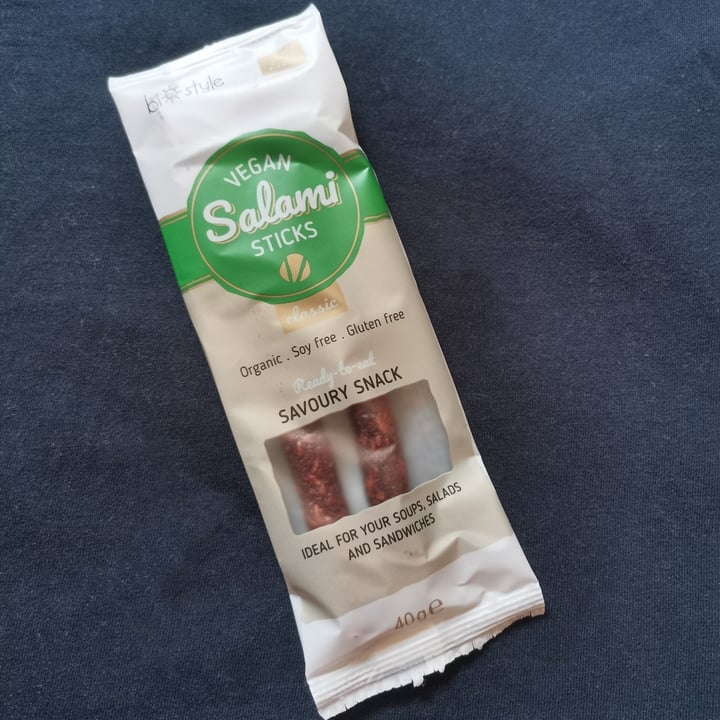 bio style
VEGAN
Salami
STICKS
classic
Organic . Soy free . Gluten free
Ready-to-eat
SAVOURY SNACK
IDEAL FOR YOUR SOUPS, SALADS
AND SANDWICHES
40g e